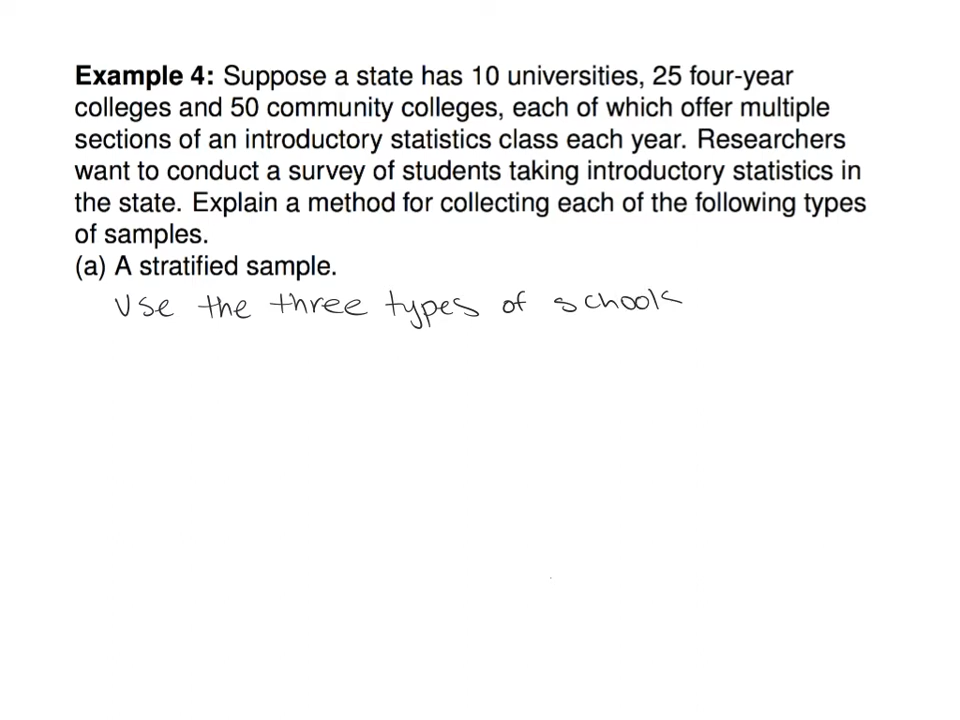 Example 4: Suppose a state has 10 universities, 25 four-year
colleges and 50 community colleges, each of which offer multiple
sections of an introductory statistics class each year. Researchers
want to conduct a survey of students taking introductory statistics in
the state. Explain a method for collecting each of the following types
of samples.
(a) A stratified sample.
Use the three types of schools